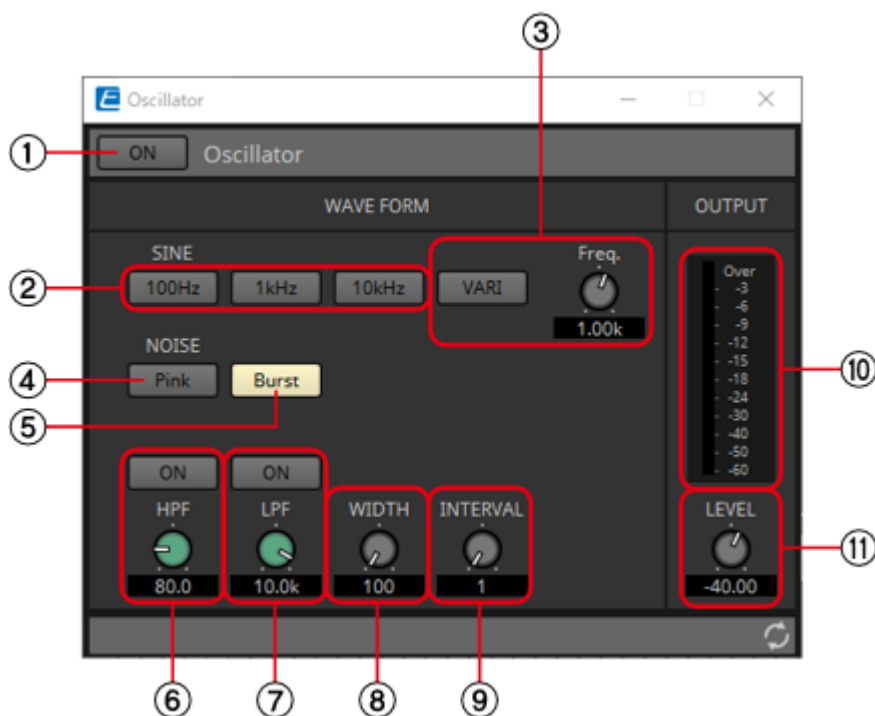 ③
Oscillator
① ON Oscillator
WAVE FORM OUTPUT
SINE Freq.
② 100Hz 1kHz 10kHz VARI
1.00k
NOISE
④ Pink Burst
⑤
Over
-3
-6
-9
-12
-15
-18
-24
-30
-40
-50
-60
⑩
ON ON
HPF LPF WIDTH INTERVAL LEVEL
⑪
80.0 10.0k 100 1 -40.00
⑥ ⑦ ⑧ ⑨